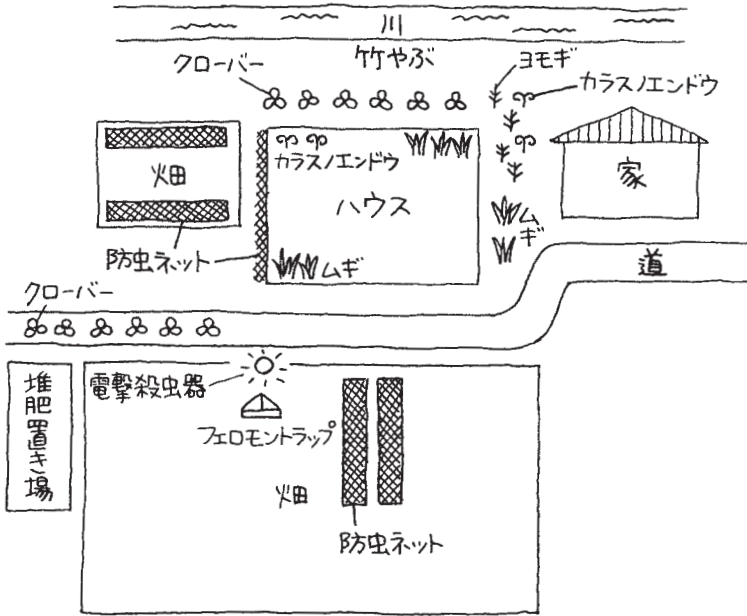 川
竹やぶ
クローバー
ヨモギ
カラスノエンドウ
カラスノエンドウ
畑
ハウス
家
ムギ
防虫ネット
ムギ
道
クローバー
電撃殺虫器
堆肥置き場
フェロモントラップ
畑
防虫ネット